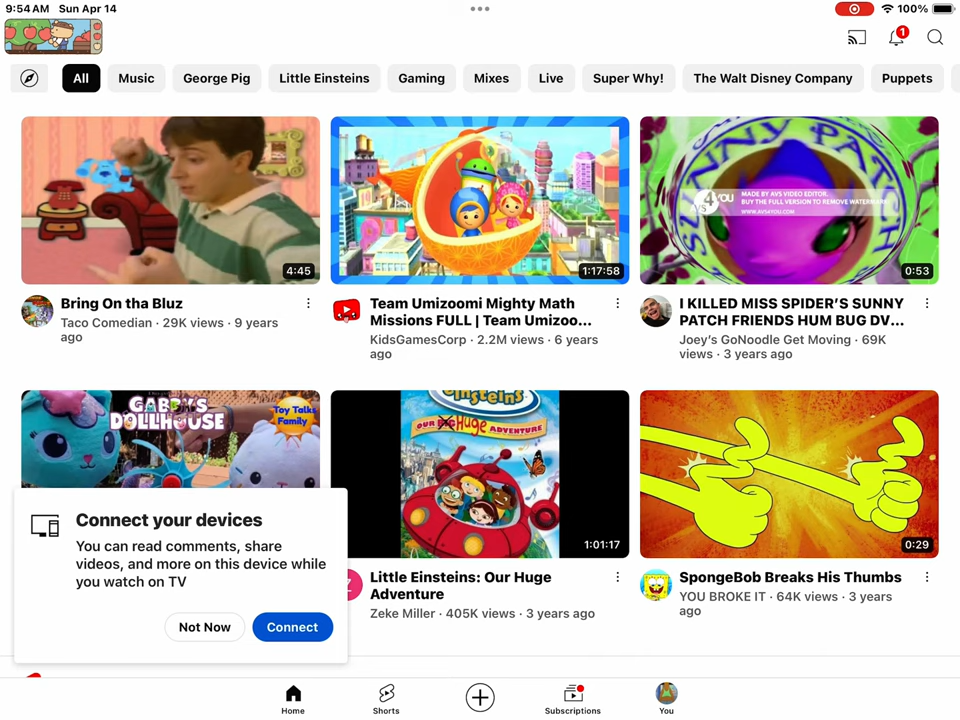 9:54 AM Sun Apr 14
100%
1
All
Music
George Pig
Little Einsteins
Gaming
Mixes
Live
Super Why!
The Walt Disney Company
Puppets
4:45
1:17:58
SUNNY PATCH
AVS4YOU
MADE BY AVS VIDEO EDITOR.
BUY THE FULL VERSION TO REMOVE WATERMARK
WWW.AVS4YOU.COM
0:53
Bring On tha Bluz
Taco Comedian · 29K views · 9 years
ago
Team Umizoomi Mighty Math
Missions FULL | Team Umizoo...
KidsGamesCorp · 2.2M views · 6 years
ago
I KILLED MISS SPIDER'S SUNNY
PATCH FRIENDS HUM BUG DV...
Joey's GoNoodle Get Moving · 69K
views · 3 years ago
GABBY'S
DOLLHOUSE
Toy Talks
Family
Einsteins
OUR BIG Huge ADVENTURE
1:01:17
0:29
Connect your devices
You can read comments, share
videos, and more on this device while
you watch on TV
Not Now
Connect
Z
Little Einsteins: Our Huge
Adventure
Zeke Miller · 405K views · 3 years ago
SpongeBob Breaks His Thumbs
YOU BROKE IT · 64K views · 3 years
ago
Home
Shorts
Subscriptions
You